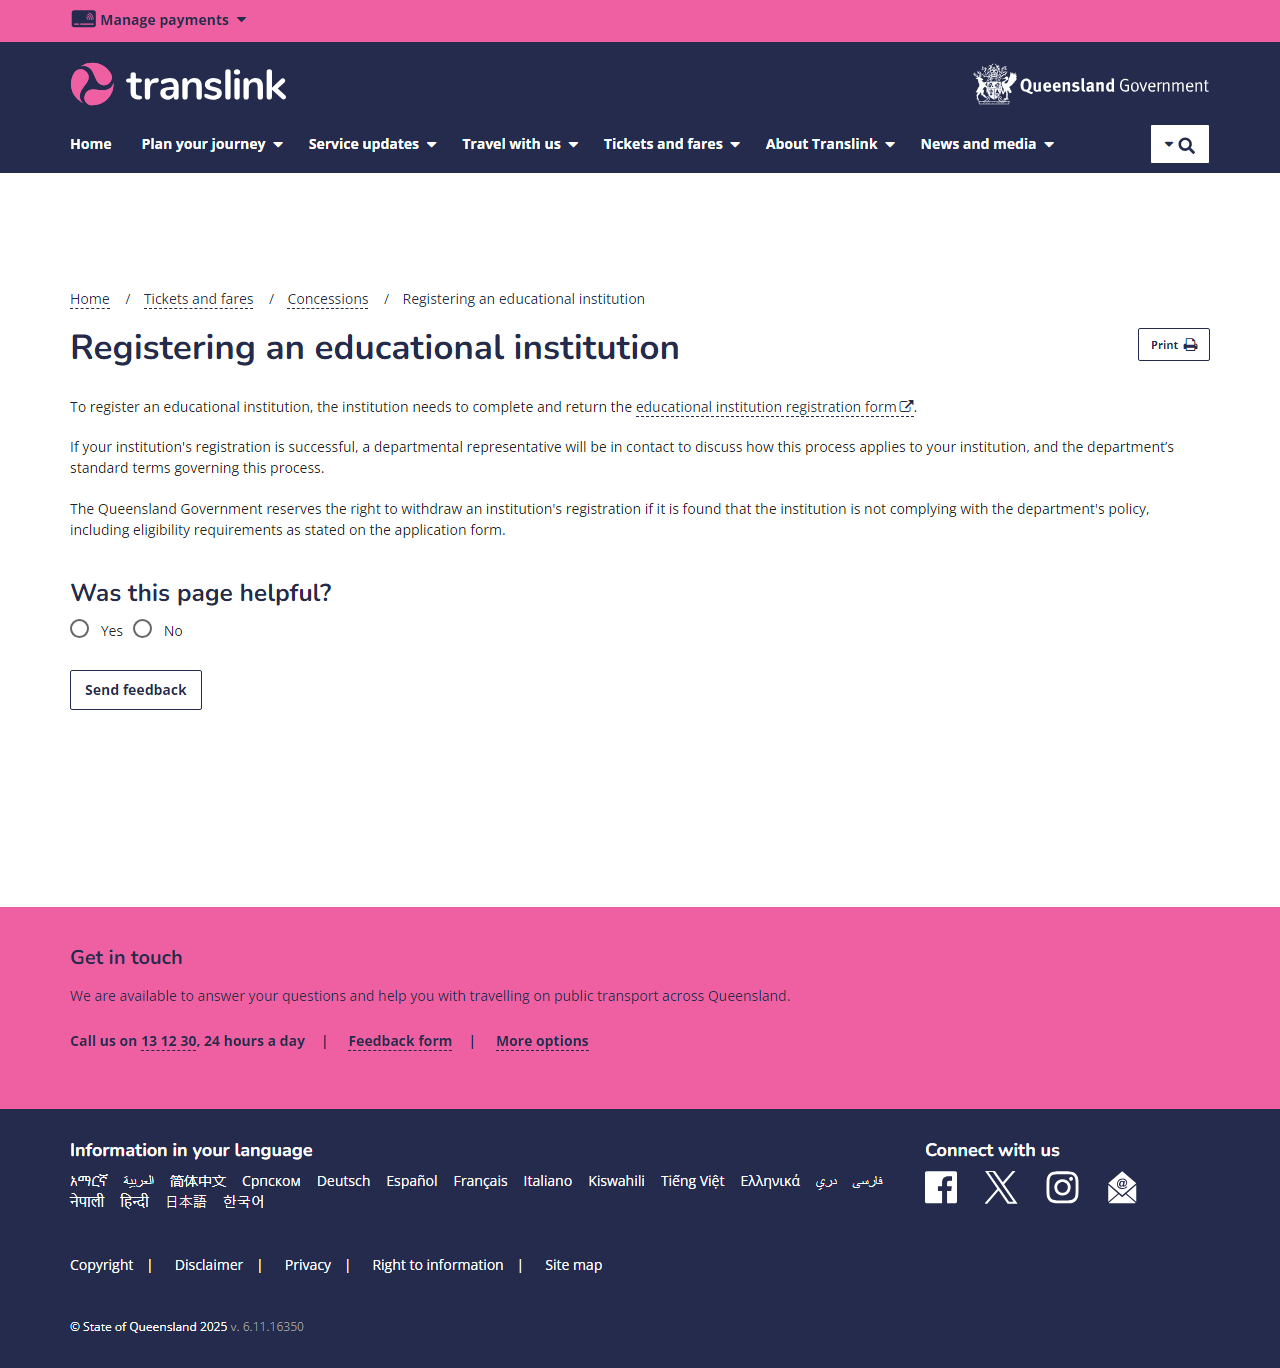 Manage payments
translink
Queensland Government
Home Plan your journey Service updates Travel with us Tickets and fares About Translink News and media
Home / Tickets and fares / Concessions / Registering an educational institution
Registering an educational institution
Print
To register an educational institution, the institution needs to complete and return the educational institution registration form.
If your institution's registration is successful, a departmental representative will be in contact to discuss how this process applies to your institution, and the department’s
standard terms governing this process.
The Queensland Government reserves the right to withdraw an institution's registration if it is found that the institution is not complying with the department's policy,
including eligibility requirements as stated on the application form.
Was this page helpful?
Yes No
Send feedback
Get in touch
We are available to answer your questions and help you with travelling on public transport across Queensland.
Call us on 13 12 30, 24 hours a day | Feedback form | More options
Information in your language
አማርኛ العربية 简体中文 Српском Deutsch Español Français Italiano Kiswahili Tiếng Việt Ελληνικά دري فارسی
नेपाली हिन्दी 日本語 한국어
Connect with us
Copyright | Disclaimer | Privacy | Right to information | Site map
© State of Queensland 2025 v. 6.11.16350